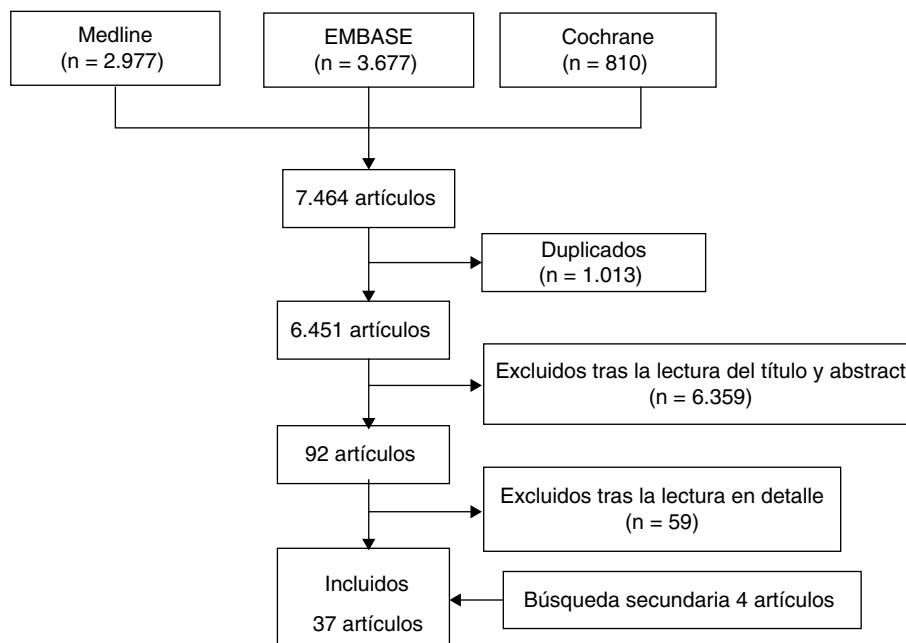 Medline
(n = 2.977)
EMBASE
(n = 3.677)
Cochrane
(n = 810)
7.464 artículos
Duplicados
(n = 1.013)
6.451 artículos
Excluidos tras la lectura del título y abstract
(n = 6.359)
92 artículos
Excluidos tras la lectura en detalle
(n = 59)
Incluidos
37 artículos
Búsqueda secundaria 4 artículos